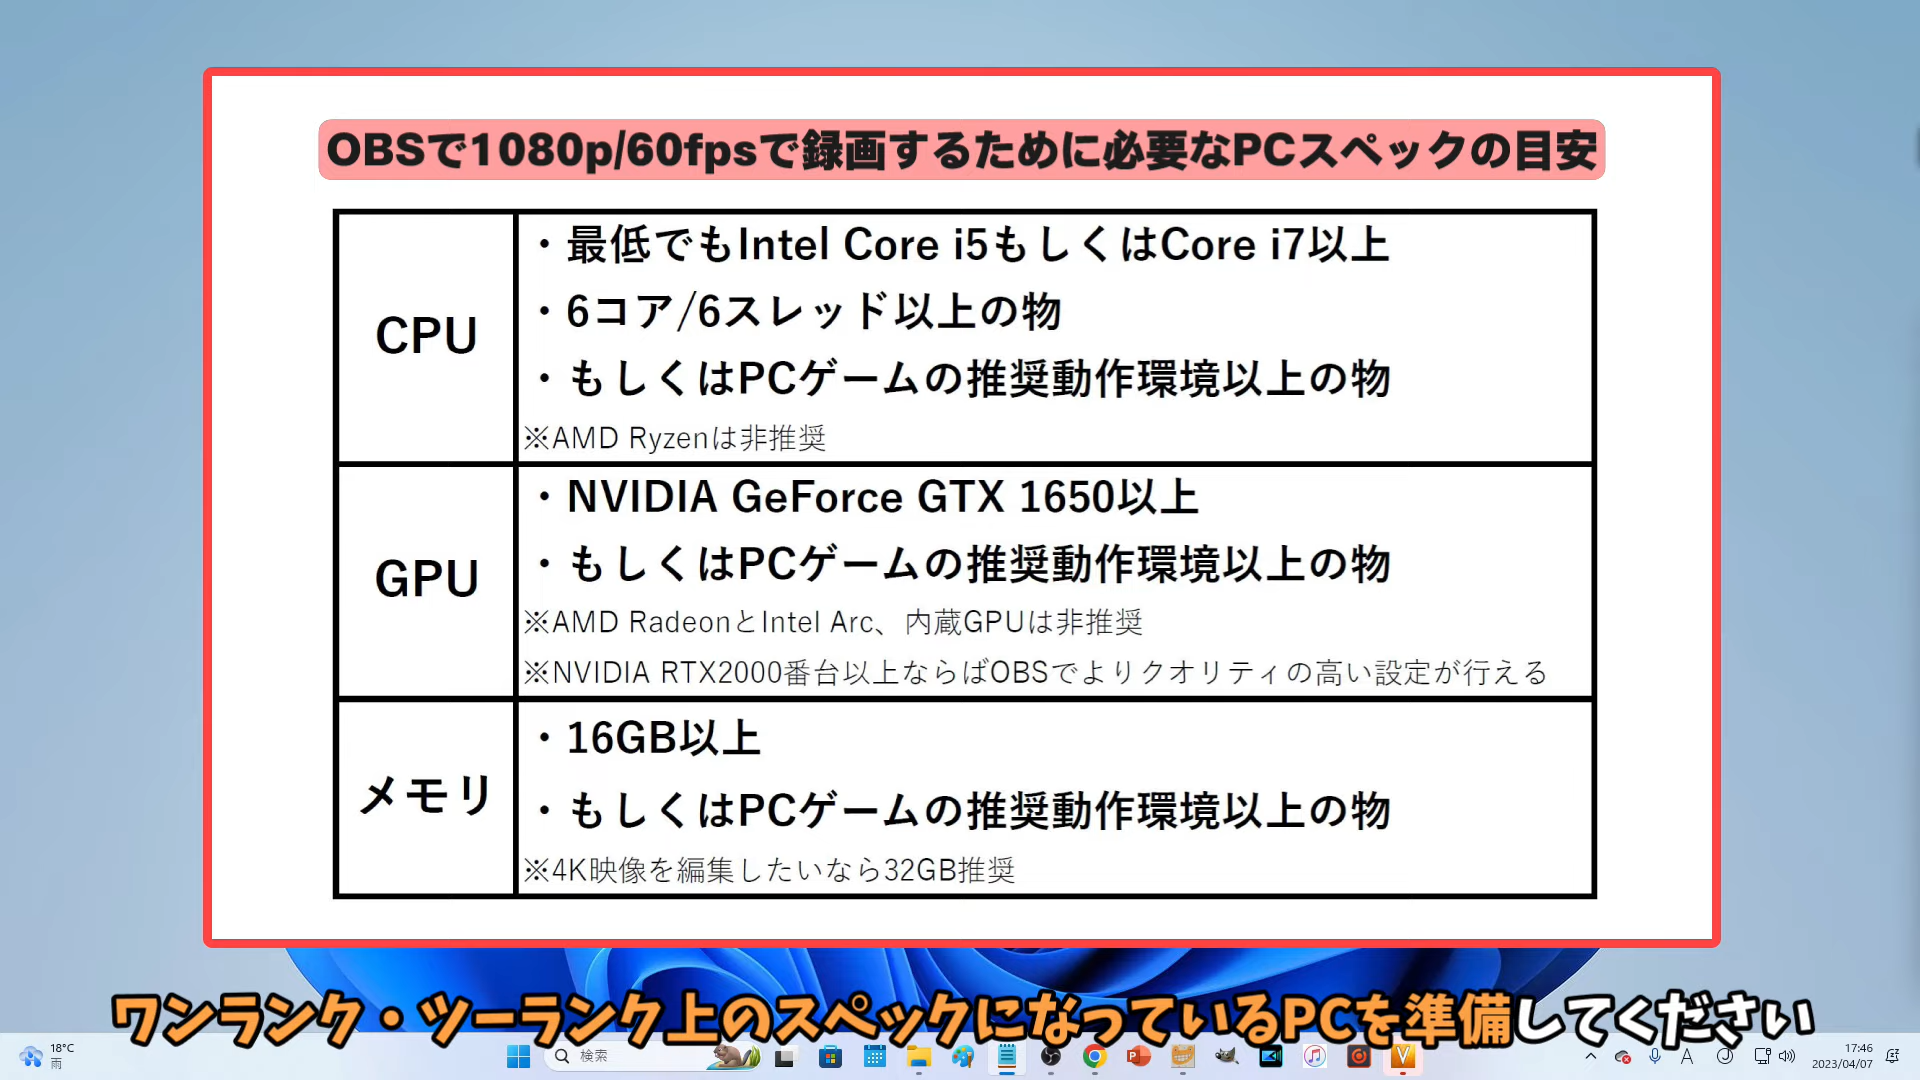 OBSで1080p/60fpsで録画するために必要なPCスペックの目安
CPU
・最低でもIntel Core i5もしくはCore i7以上
・6コア/6スレッド以上の物
・もしくはPCゲームの推奨動作環境以上の物
※AMD Ryzenは非推奨
GPU
・NVIDIA GeForce GTX 1650以上
・もしくはPCゲームの推奨動作環境以上の物
※AMD RadeonとIntel Arc、内蔵GPUは非推奨
※NVIDIA RTX2000番台以上ならばOBSでよりクオリティの高い設定が行える
メモリ
・16GB以上
・もしくはPCゲームの推奨動作環境以上の物
※4K映像を編集したいなら32GB推奨
ワンランク・ツーランク上のスペックになっているPCを準備してください
18°C
雨
検索
A
17:46
2023/04/07